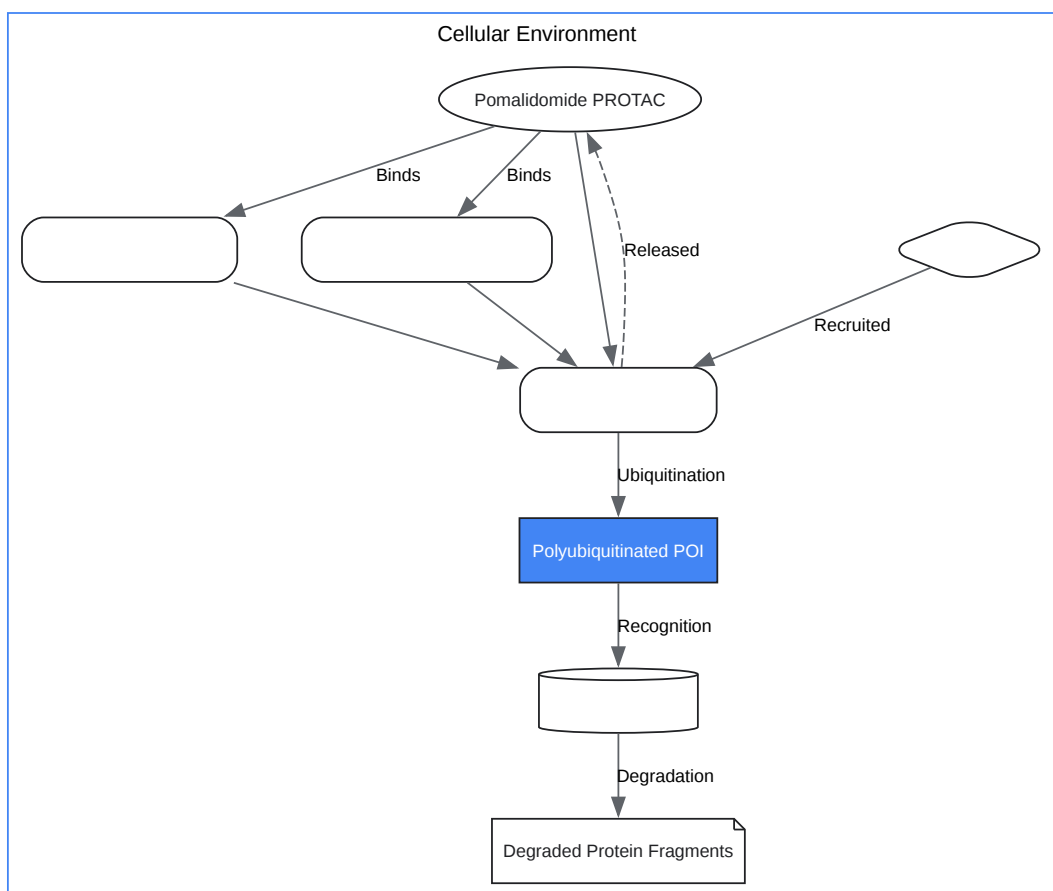 Cellular Environment
Pomalidomide PROTAC
Binds
Binds
Released
Recruited
Ubiquitination
Polyubiquitinated POI
Recognition
Degradation
Degraded Protein Fragments